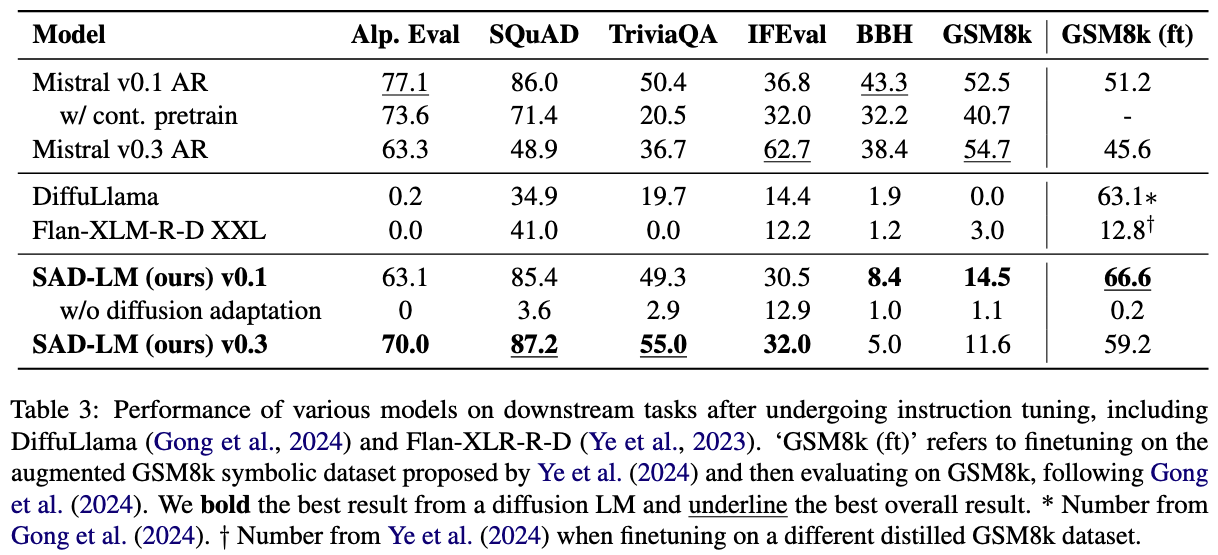 Model Alp. Eval SQuAD TriviaQA IFEval BBH GSM8k GSM8k (ft)
Mistral v0.1 AR 77.1 86.0 50.4 36.8 43.3 52.5 51.2
w/ cont. pretrain 73.6 71.4 20.5 32.0 32.2 40.7 -
Mistral v0.3 AR 63.3 48.9 36.7 62.7 38.4 54.7 45.6
DiffuLlama 0.2 34.9 19.7 14.4 1.9 0.0 63.1*
Flan-XLM-R-D XXL 0.0 41.0 0.0 12.2 1.2 3.0 12.8†
SAD-LM (ours) v0.1 63.1 85.4 49.3 30.5 8.4 14.5 66.6
w/o diffusion adaptation 0 3.6 2.9 12.9 1.0 1.1 0.2
SAD-LM (ours) v0.3 70.0 87.2 55.0 32.0 5.0 11.6 59.2
Table 3: Performance of various models on downstream tasks after undergoing instruction tuning, including
DiffuLlama (Gong et al., 2024) and Flan-XLR-R-D (Ye et al., 2023). ‘GSM8k (ft)’ refers to finetuning on the
augmented GSM8k symbolic dataset proposed by Ye et al. (2024) and then evaluating on GSM8k, following Gong
et al. (2024). We bold the best result from a diffusion LM and underline the best overall result. * Number from
Gong et al. (2024). † Number from Ye et al. (2024) when finetuning on a different distilled GSM8k dataset.